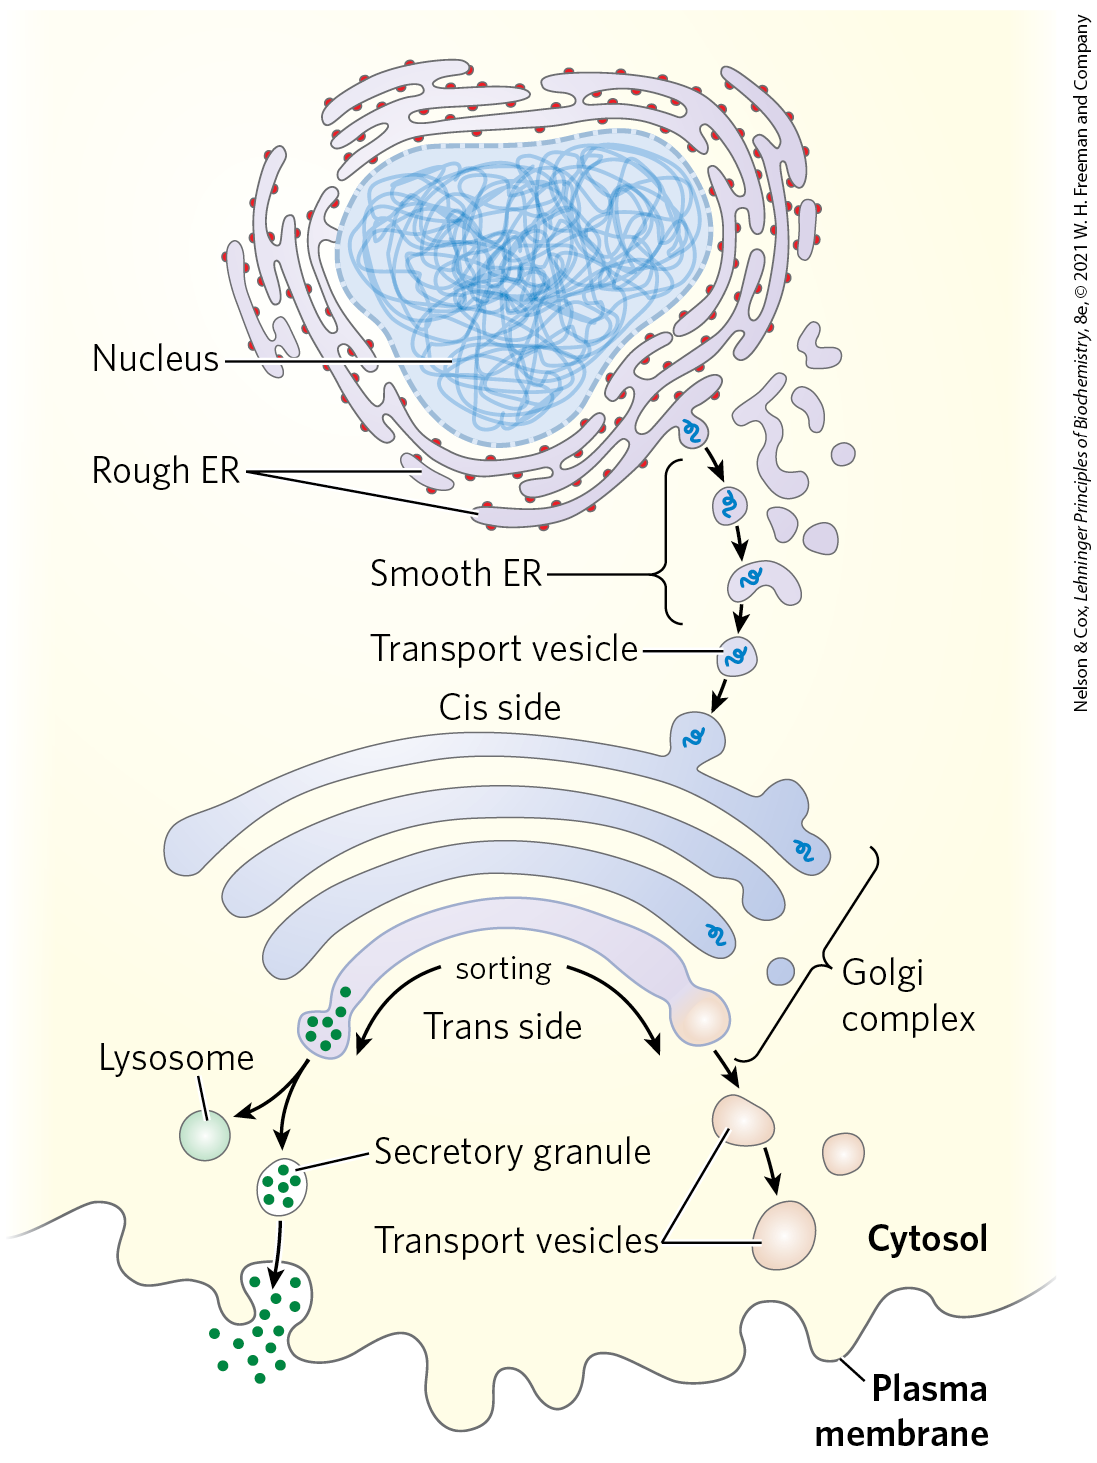 Nelson & Cox, Lehninger Principles of Biochemistry, 8e, © 2021 W. H. Freeman and Company
Nucleus
Rough ER
Smooth ER
Transport vesicle
Cis side
sorting
Golgi
complex
Trans side
Lysosome
Secretory granule
Transport vesicles
Cytosol
Plasma
membrane